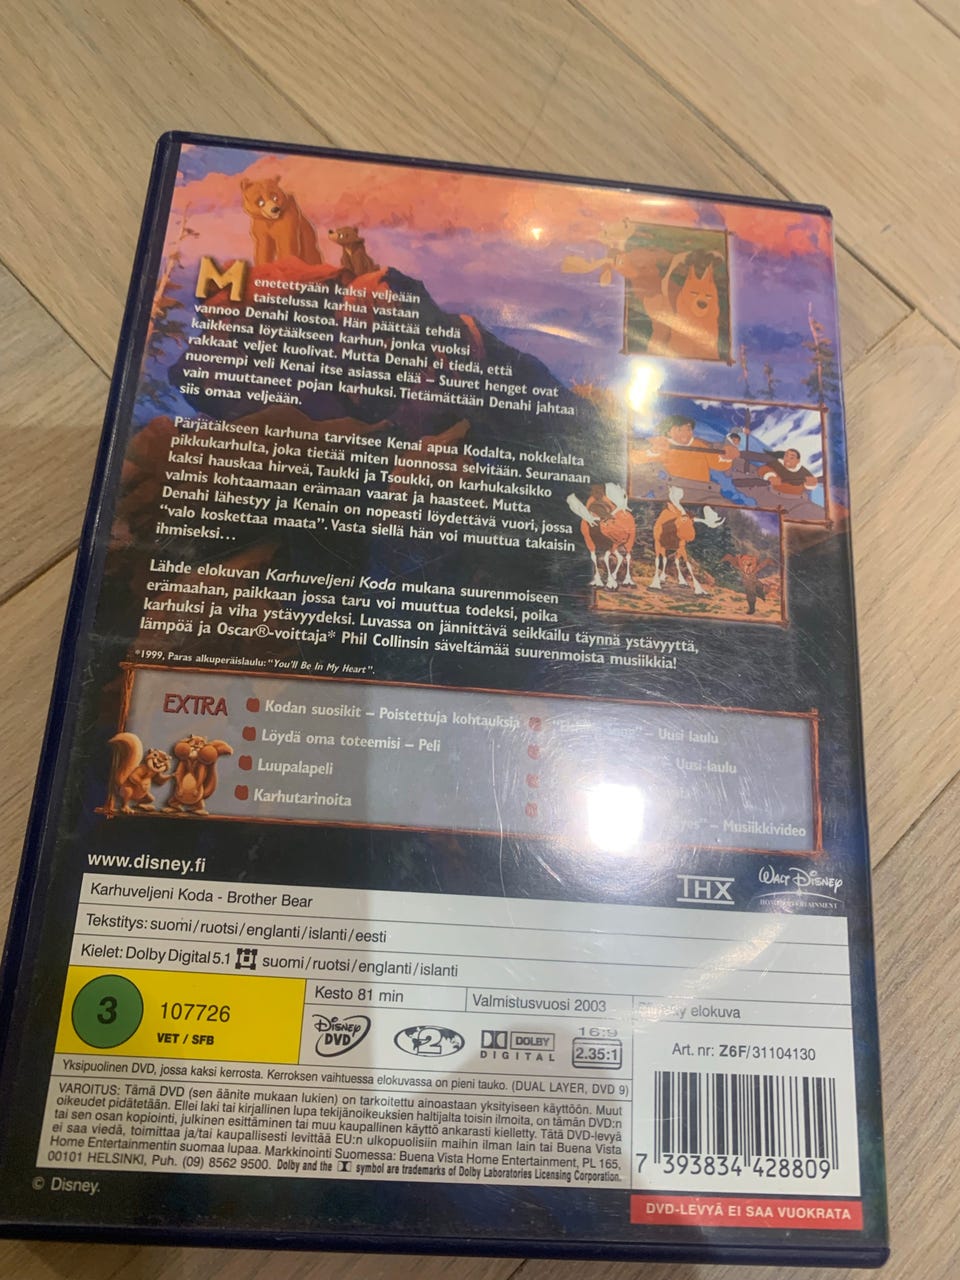 Menetettyään kaksi veljeään
taistelussa karhua vastaan
vannoo Denahi kostoa. Hän päättää tehdä
kaikkensa löytääkseen karhun, jonka vuoksi
rakkaat veljet kuolivat. Mutta Denahi ei tiedä, että
nuorempi veli Kenai itse asiassa elää – Suuret henget ovat
vain muuttaneet pojan karhuksi. Tietämättään Denahi jahtaa
siis omaa veljeään.
Pärjätäkseen karhuna tarvitsee Kenai apua Kodalta, nokkelalta
pikkukarhulta, joka tietää miten luonnossa selvitään. Seuranaan
kaksi hauskaa hirveä, Taukki ja Tsoukki, on karhukaksikko
valmis kohtaamaan erämaan vaarat ja haasteet. Mutta
Denahi lähestyy ja Kenain on nopeasti löydettävä vuori, jossa
"valo koskettaa maata". Vasta siellä hän voi muuttua takaisin
ihmiseksi...
Lähde elokuvan Karhuveljeni Koda mukana suurenmoiseen
erämaahan, paikkaan jossa taru voi muuttua todeksi, poika
karhuksi ja viha ystävyydeksi. Luvassa on jännittävä seikkailu täynnä ystävyyttä,
lämpöä ja Oscar®-voittaja* Phil Collinsin säveltämää suurenmoista musiikkia!
*1999, Paras alkuperäislaulu: "You'll Be In My Heart".
EXTRA
Kodan suosikit – Poistettuja kohtauksia
Löydä oma toteemisi – Peli
Luupalapeli
Karhutarinoita
– Uusi laulu
Uusi laulu
– Musiikkivideo
www.disney.fi
THX
WALT DISNEY
HOME ENTERTAINMENT
Karhuveljeni Koda - Brother Bear
Tekstitys: suomi/ruotsi/englanti/islanti/eesti
Kielet: Dolby Digital 5.1 suomi/ruotsi/englanti/islanti
3
107726
VET / SFB
Kesto 81 min
Valmistusvuosi 2003
elokuva
DISNEY DVD
2
DOLBY DIGITAL
16:9
2.35:1
Art. nr: Z6F/31104130
Yksipuolinen DVD, jossa kaksi kerrosta. Kerroksen vaihtuessa elokuvassa on pieni tauko. (DUAL LAYER, DVD 9)
VAROITUS: Tämä DVD (sen äänite mukaan lukien) on tarkoitettu ainoastaan yksityiseen käyttöön. Muut
oikeudet pidätetään. Ellei laki tai kirjallinen lupa tekijänoikeuksien haltijalta toisin ilmoita, on tämän DVD:n
tai sen osan kopiointi, julkinen esittäminen tai muu kaupallinen käyttö ankarasti kielletty. Tätä DVD-levyä
ei saa viedä, toimittaa ja/tai kaupallisesti levittää EU:n ulkopuolisiin maihin ilman lain tai Buena Vista
Home Entertainmentin suomaa lupaa. Markkinointi Suomessa: Buena Vista Home Entertainment, PL 165,
00101 HELSINKI, Puh. (09) 8562 9500. Dolby and the symbol are trademarks of Dolby Laboratories Licensing Corporation.
7 393834 428809
© Disney.
DVD-LEVYÄ EI SAA VUOKRATA